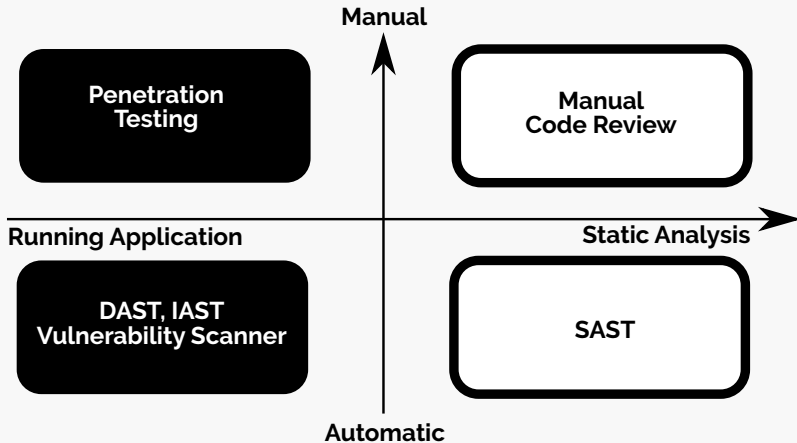 Manual
Penetration
Testing
Manual
Code Review
Running Application
Static Analysis
DAST, IAST
Vulnerability Scanner
SAST
Automatic